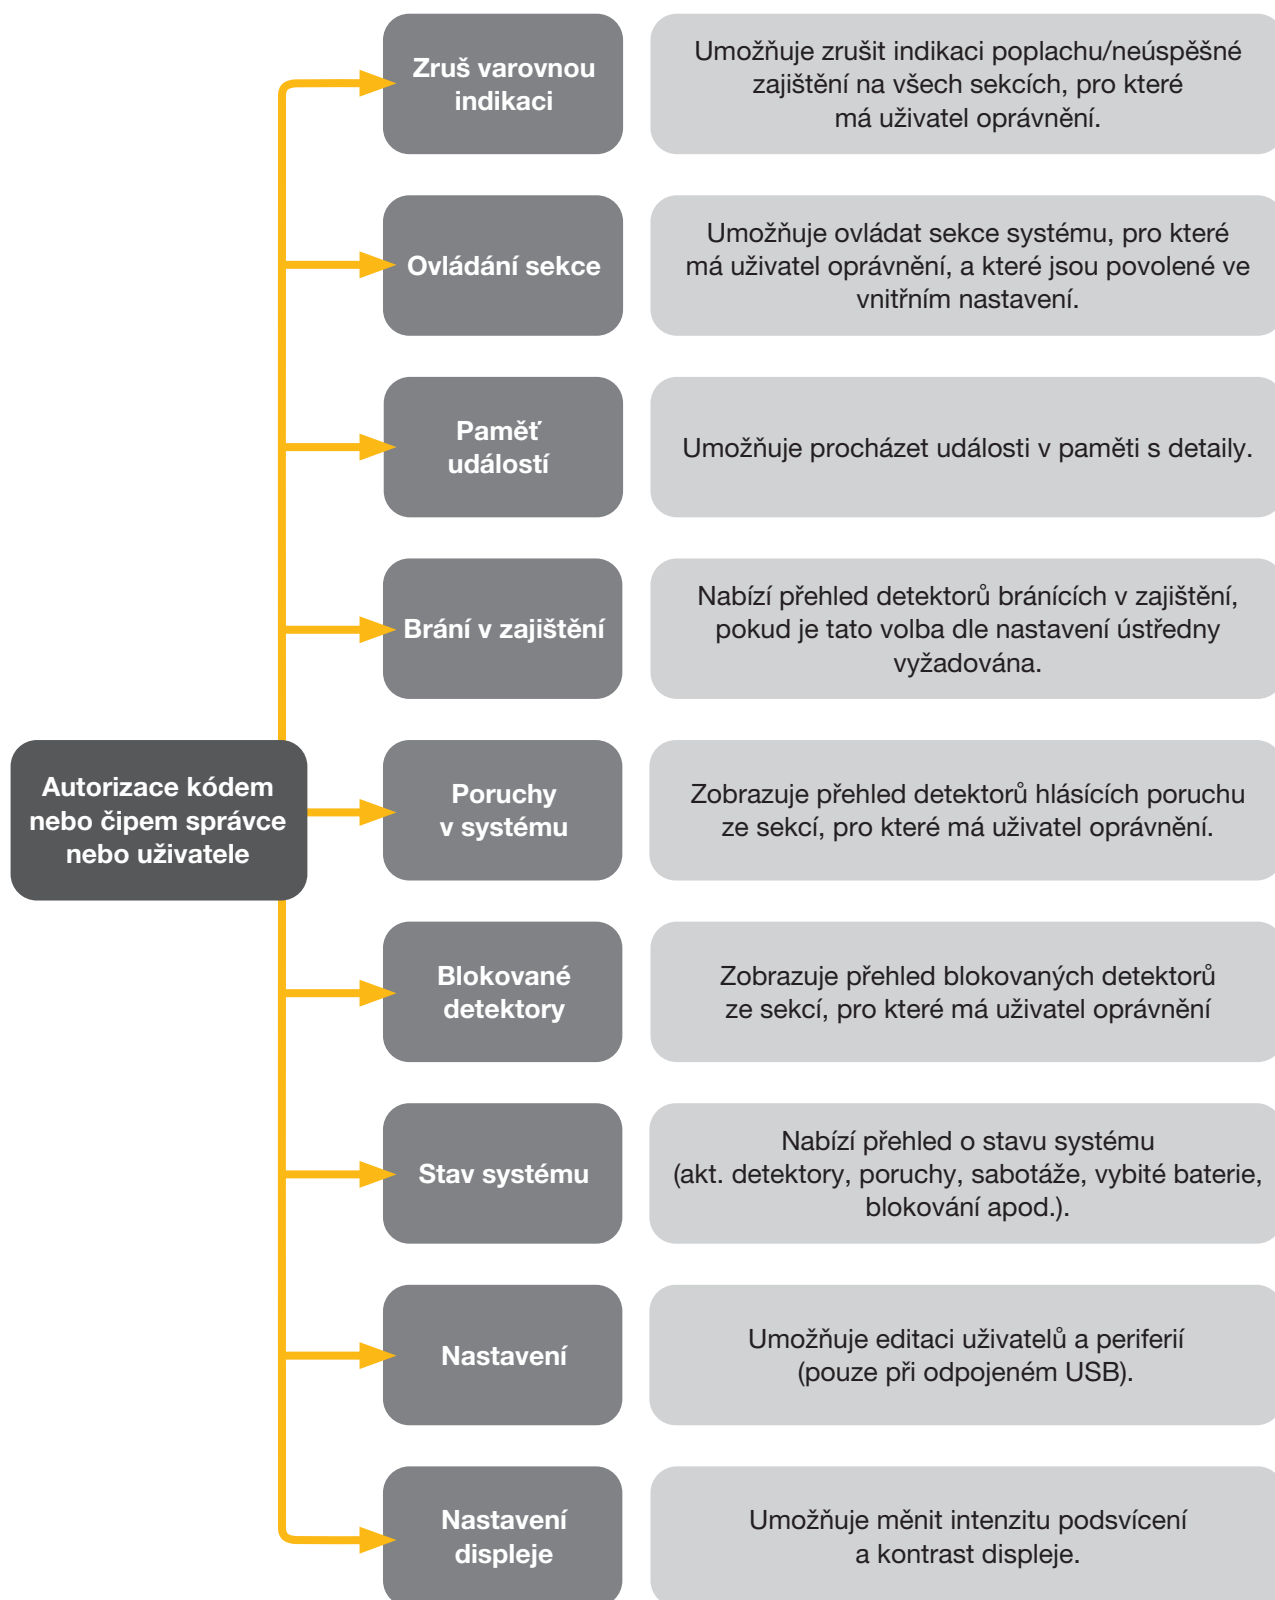 Zruš varovnou
indikaci
Umožňuje zrušit indikaci poplachu/neúspěšné
zajištění na všech sekcích, pro které
má uživatel oprávnění.
Ovládání sekce
Umožňuje ovládat sekce systému, pro které
má uživatel oprávnění, a které jsou povolené ve
vnitřním nastavení.
Paměť
událostí
Umožňuje procházet události v paměti s detaily.
Brání v zajištění
Nabízí přehled detektorů bránících v zajištění,
pokud je tato volba dle nastavení ústředny
vyžadována.
Autorizace kódem
nebo čipem správce
nebo uživatele
Poruchy
v systému
Zobrazuje přehled detektorů hlásících poruchu
ze sekcí, pro které má uživatel oprávnění.
Blokované
detektory
Zobrazuje přehled blokovaných detektorů
ze sekcí, pro které má uživatel oprávnění
Stav systému
Nabízí přehled o stavu systému
(akt. detektory, poruchy, sabotáže, vybité baterie,
blokování apod.).
Nastavení
Umožňuje editaci uživatelů a periferií
(pouze při odpojeném USB).
Nastavení
displeje
Umožňuje měnit intenzitu podsvícení
a kontrast displeje.